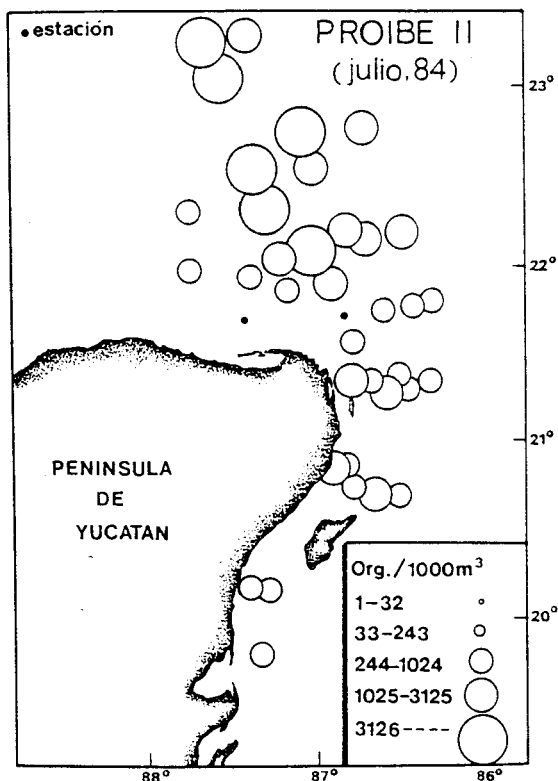 • estación
PROIBE II
(julio, 84)
23°
22°
21°
20°
PENINSULA
DE
YUCATAN
Org./1000m³
1-32
33-243
244-1024
1025-3125
3126----
88°
87°
86°